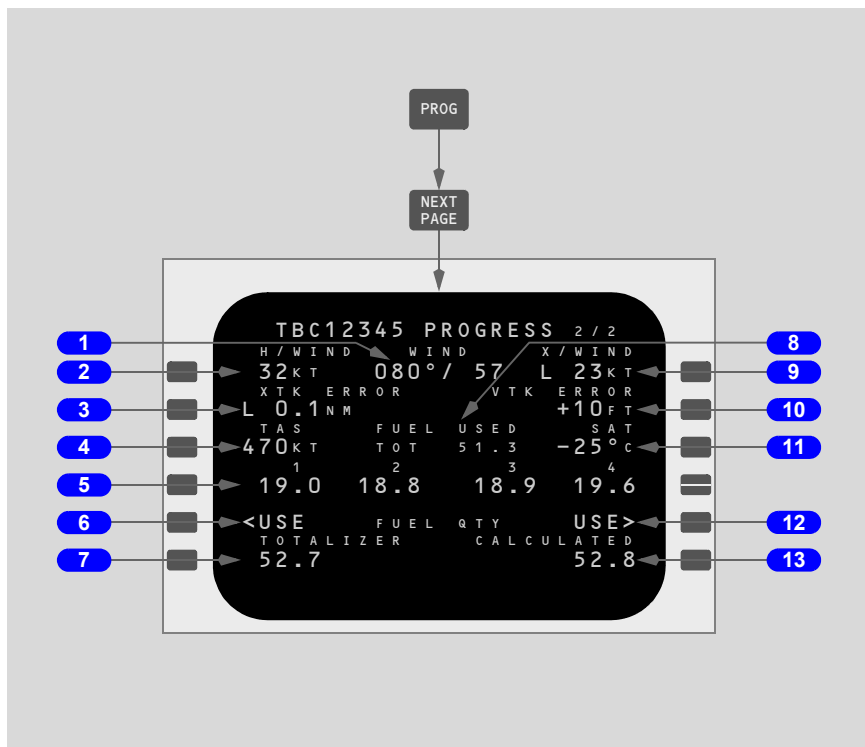 PROG
NEXT
PAGE
TBC12345 PROGRESS 2/2
H/WIND WIND X/WIND
32KT 080°/ 57 L 23KT
XTK ERROR VTK ERROR
L 0.1NM +10FT
TAS FUEL USED SAT
470KT TOT 51.3 -25°C
1 2 3 4
19.0 18.8 18.9 19.6
<USE FUEL QTY USE>
TOTALIZER CALCULATED
52.7 52.8
1
2
3
4
5
6
7
8
9
10
11
12
13